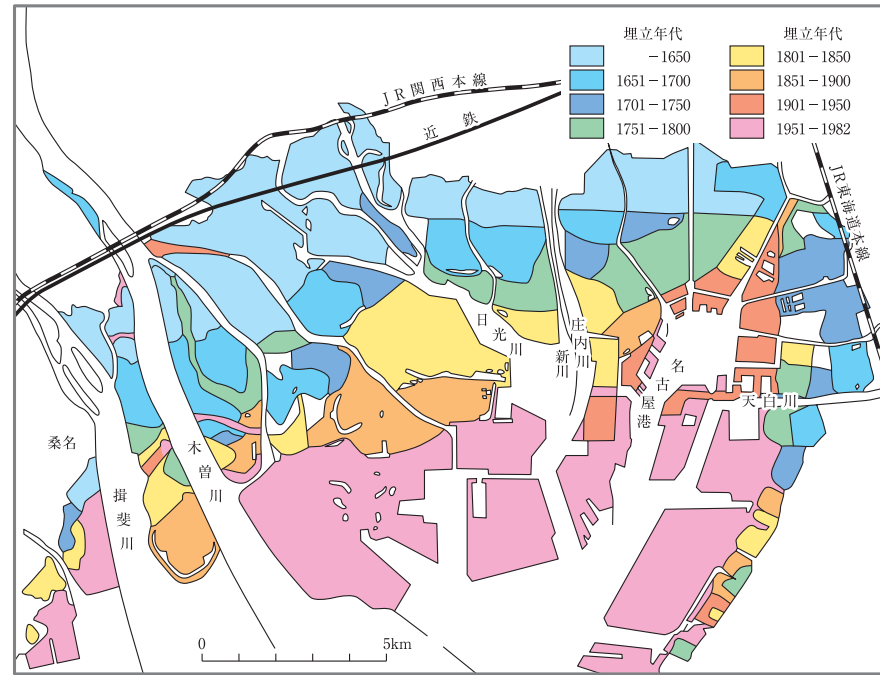 埋立年代 埋立年代
-1650 1801-1850
1651-1700 1851-1900
1701-1750 1901-1950
1751-1800 1951-1982
JR関西本線
近鉄
JR東海道本線
日光川
庄内川
新川
名古屋港
天白川
桑名
木曽川
揖斐川
0 5km